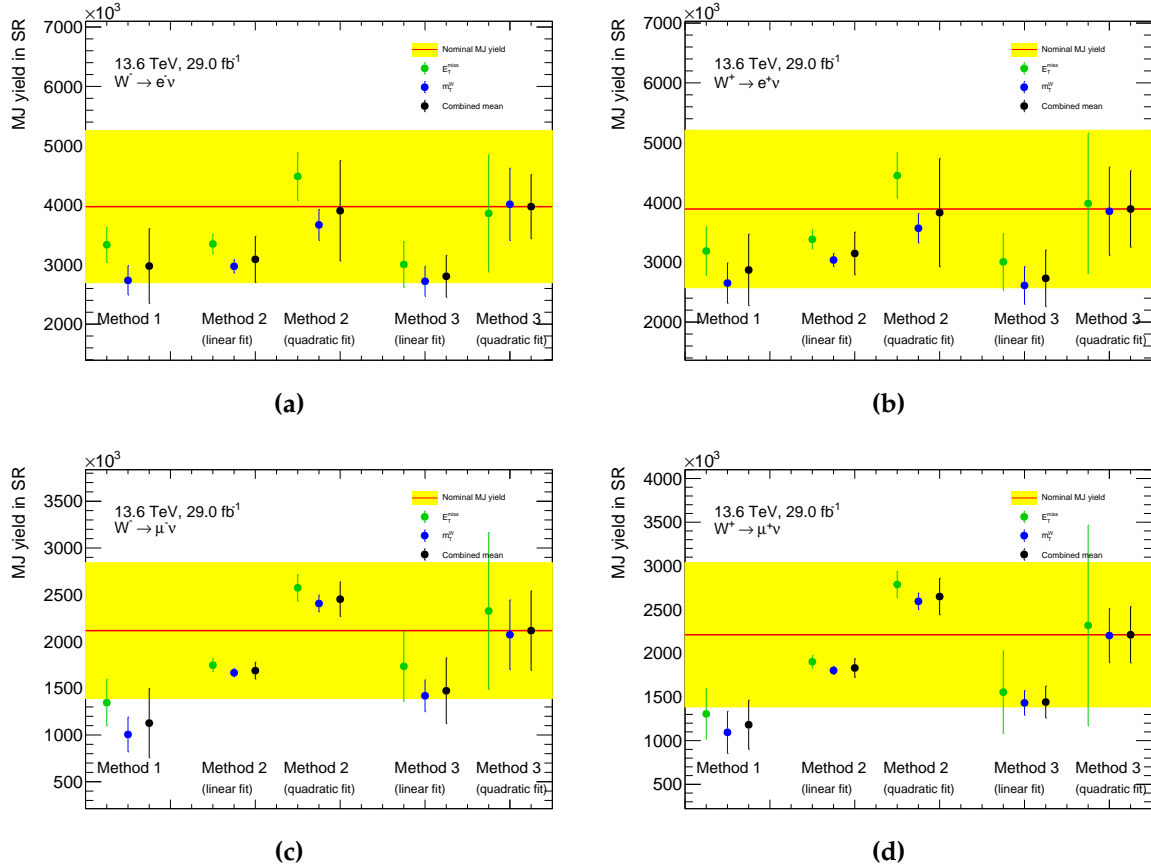 ×10³
×10³
MJ yield in SR
7000
6000
5000
4000
3000
2000
13.6 TeV, 29.0 fb⁻¹
W⁻ → e⁻ν
Nominal MJ yield
E_T^miss
m_T^W
Combined mean
Method 1
Method 2
(linear fit)
Method 2
(quadratic fit)
Method 3
(linear fit)
Method 3
(quadratic fit)
(a)
MJ yield in SR
7000
6000
5000
4000
3000
2000
13.6 TeV, 29.0 fb⁻¹
W⁺ → e⁺ν
Nominal MJ yield
E_T^miss
m_T^W
Combined mean
Method 1
Method 2
(linear fit)
Method 2
(quadratic fit)
Method 3
(linear fit)
Method 3
(quadratic fit)
(b)
×10³
MJ yield in SR
3500
3000
2500
2000
1500
1000
500
13.6 TeV, 29.0 fb⁻¹
W⁻ → μ⁻ν
Nominal MJ yield
E_T^miss
m_T^W
Combined mean
Method 1
Method 2
(linear fit)
Method 2
(quadratic fit)
Method 3
(linear fit)
Method 3
(quadratic fit)
(c)
×10³
MJ yield in SR
4000
3500
3000
2500
2000
1500
1000
500
13.6 TeV, 29.0 fb⁻¹
W⁺ → μ⁺ν
Nominal MJ yield
E_T^miss
m_T^W
Combined mean
Method 1
Method 2
(linear fit)
Method 2
(quadratic fit)
Method 3
(linear fit)
Method 3
(quadratic fit)
(d)